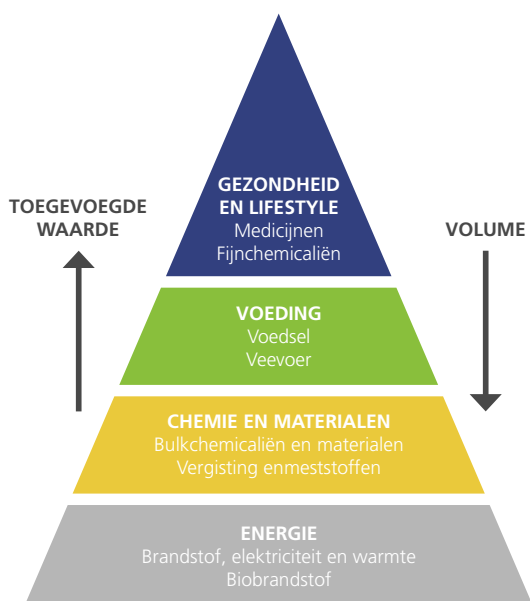 GEZONDHEID
EN LIFESTYLE
Medicijnen
Fijnchemicaliën
TOEGEVOEGDE
WAARDE
VOLUME
VOEDING
Voedsel
Veevoer
CHEMIE EN MATERIALEN
Bulkchemicaliën en materialen
Vergisting enmeststoffen
ENERGIE
Brandstof, elektriciteit en warmte
Biobrandstof